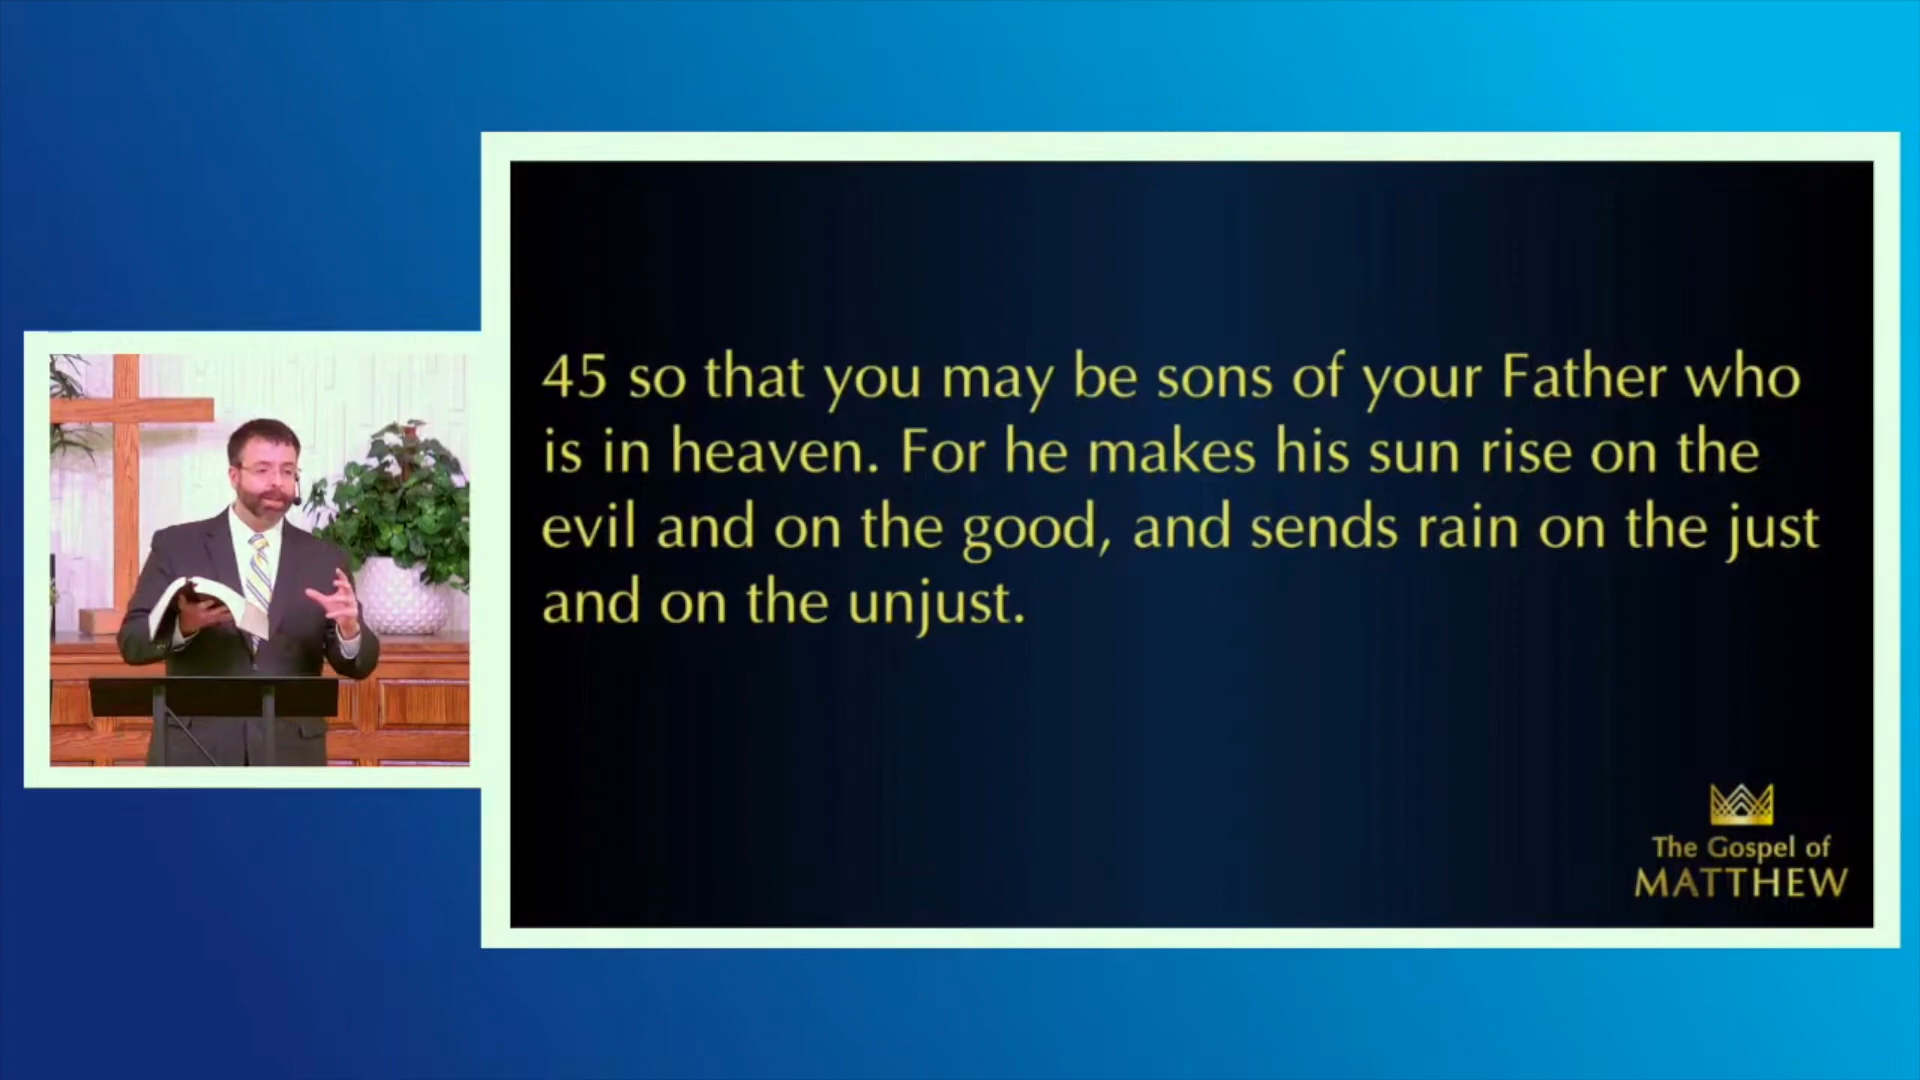 45 so that you may be sons of your Father who
is in heaven. For he makes his sun rise on the
evil and on the good, and sends rain on the just
and on the unjust.
The Gospel of
MATTHEW